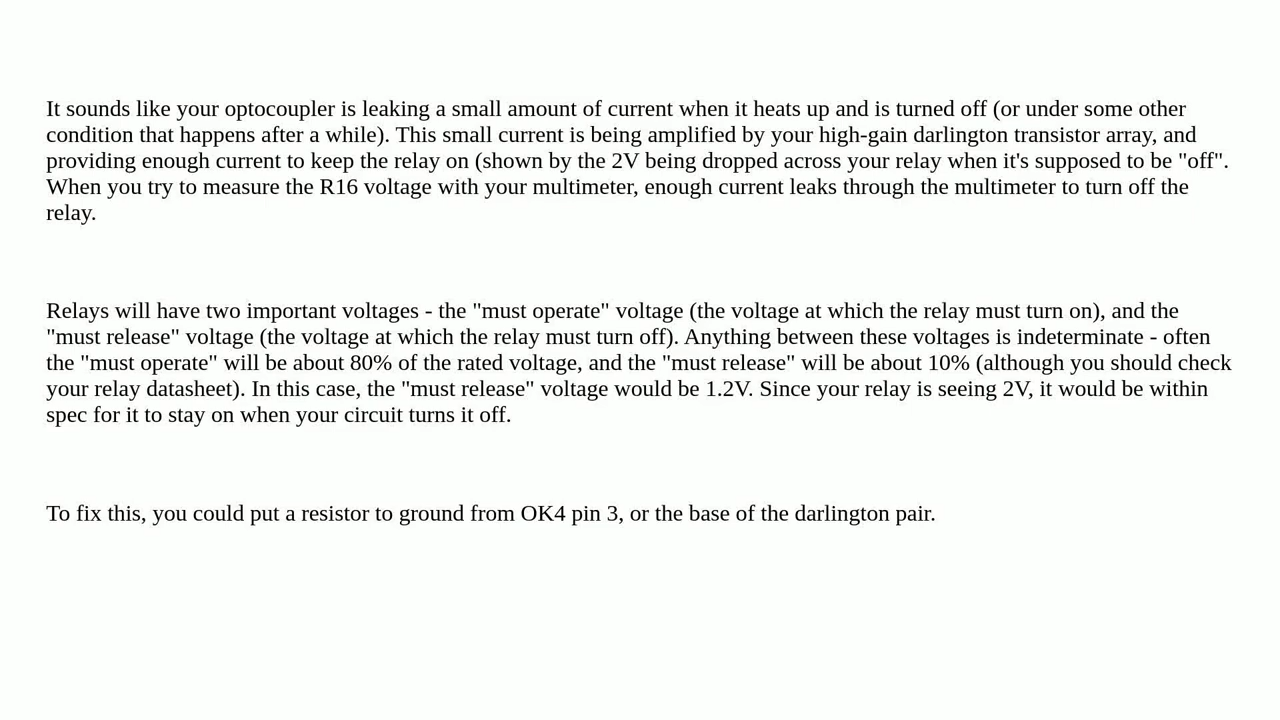 It sounds like your optocoupler is leaking a small amount of current when it heats up and is turned off (or under some other
condition that happens after a while). This small current is being amplified by your high-gain darlington transistor array, and
providing enough current to keep the relay on (shown by the 2V being dropped across your relay when it's supposed to be "off".
When you try to measure the R16 voltage with your multimeter, enough current leaks through the multimeter to turn off the
relay.
Relays will have two important voltages - the "must operate" voltage (the voltage at which the relay must turn on), and the
"must release" voltage (the voltage at which the relay must turn off). Anything between these voltages is indeterminate - often
the "must operate" will be about 80% of the rated voltage, and the "must release" will be about 10% (although you should check
your relay datasheet). In this case, the "must release" voltage would be 1.2V. Since your relay is seeing 2V, it would be within
spec for it to stay on when your circuit turns it off.
To fix this, you could put a resistor to ground from OK4 pin 3, or the base of the darlington pair.